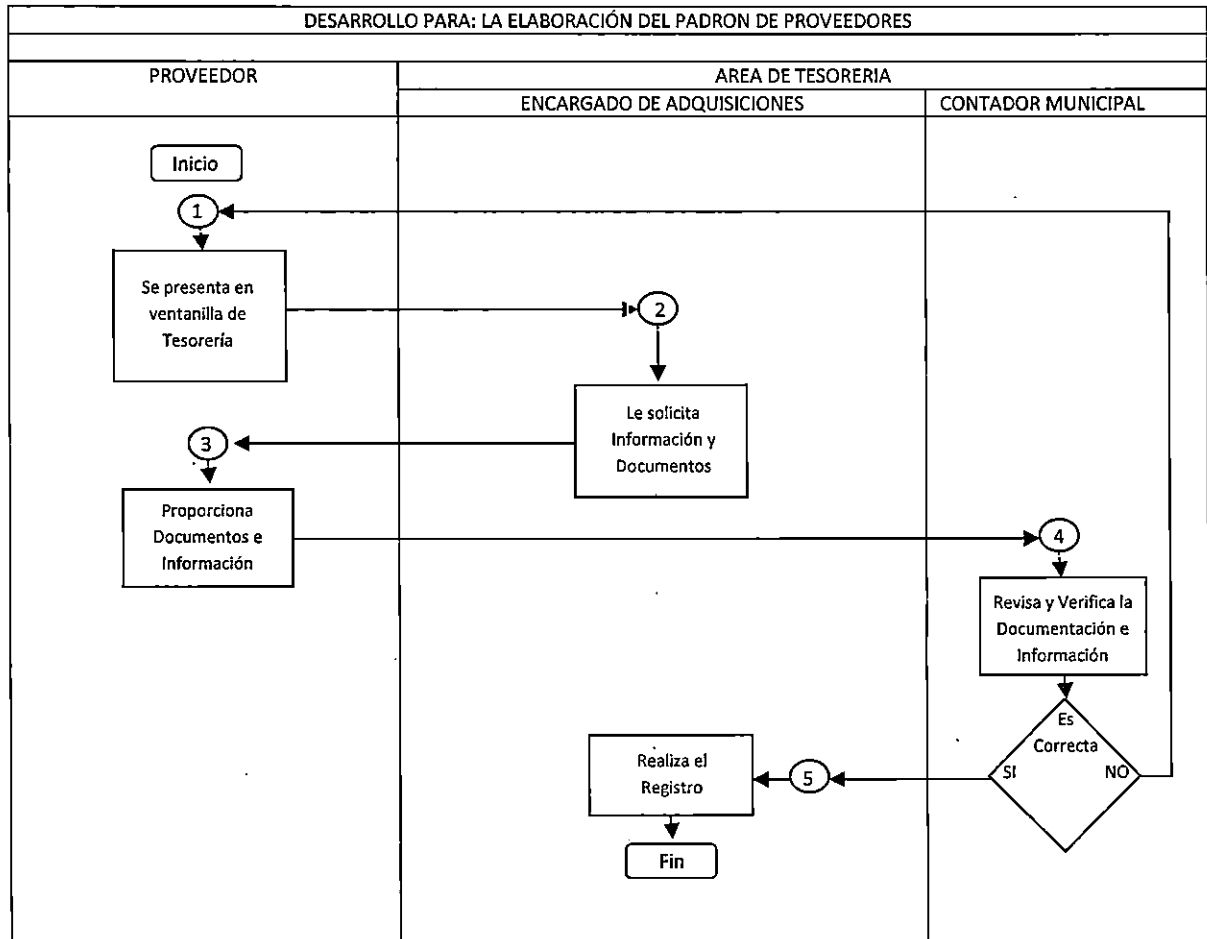 DESARROLLO PARA: LA ELABORACIÓN DEL PADRON DE PROVEEDORES
PROVEEDOR
AREA DE TESORERIA
ENCARGADO DE ADQUISICIONES
CONTADOR MUNICIPAL
Inicio
1
Se presenta en
ventanilla de
Tesorería
2
Le solicita
Información y
Documentos
3
Proporciona
Documentos e
Información
4
Revisa y Verifica la
Documentación e
Información
Es
Correcta
SI
NO
5
Realiza el
Registro
Fin